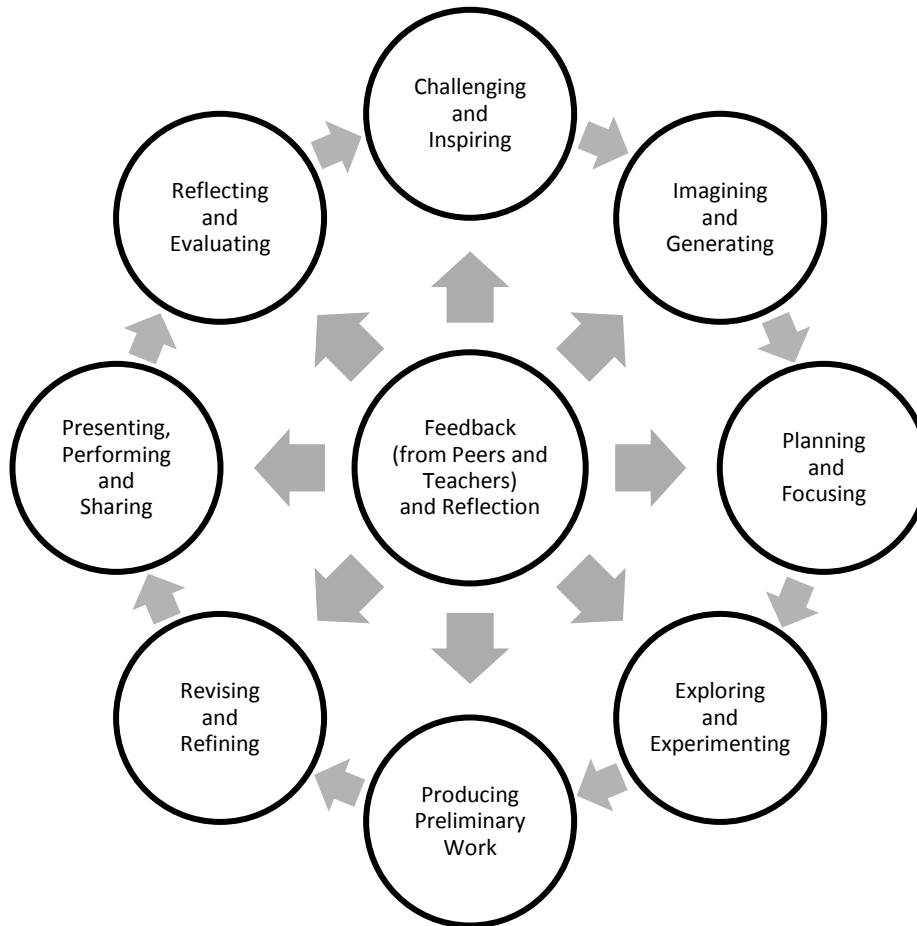 Challenging
and
Inspiring
Imagining
and
Generating
Planning
and
Focusing
Exploring
and
Experimenting
Producing
Preliminary
Work
Revising
and
Refining
Presenting,
Performing
and
Sharing
Reflecting
and
Evaluating
Feedback
(from Peers and
Teachers)
and Reflection